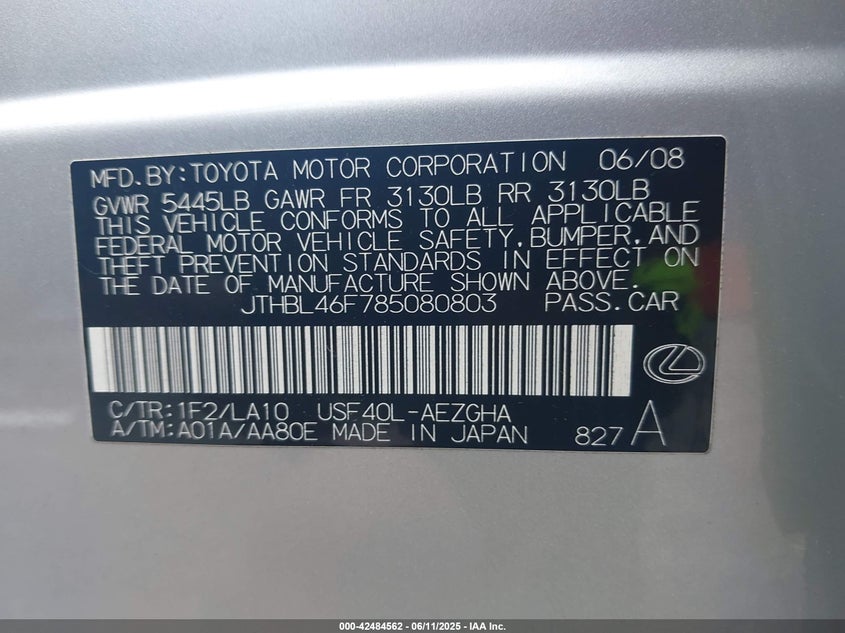 MFD.BY:TOYOTA MOTOR CORPORATION 06/08
GVWR 5445LB GAWR FR 3130LB RR 3130LB
THIS VEHICLE CONFORMS TO ALL APPLICABLE
FEDERAL MOTOR VEHICLE SAFETY,BUMPER,AND
THEFT PREVENTION STANDARDS IN EFFECT ON
THE DATE OF MANUFACTURE SHOWN ABOVE.
JTHBL46F785080803 PASS.CAR
C/TR:1F2/LA10 USF40L-AEZGHA
A/TM:A01A/AA80E MADE IN JAPAN 827A
000-42484562 - 06/11/2025 - IAA Inc.